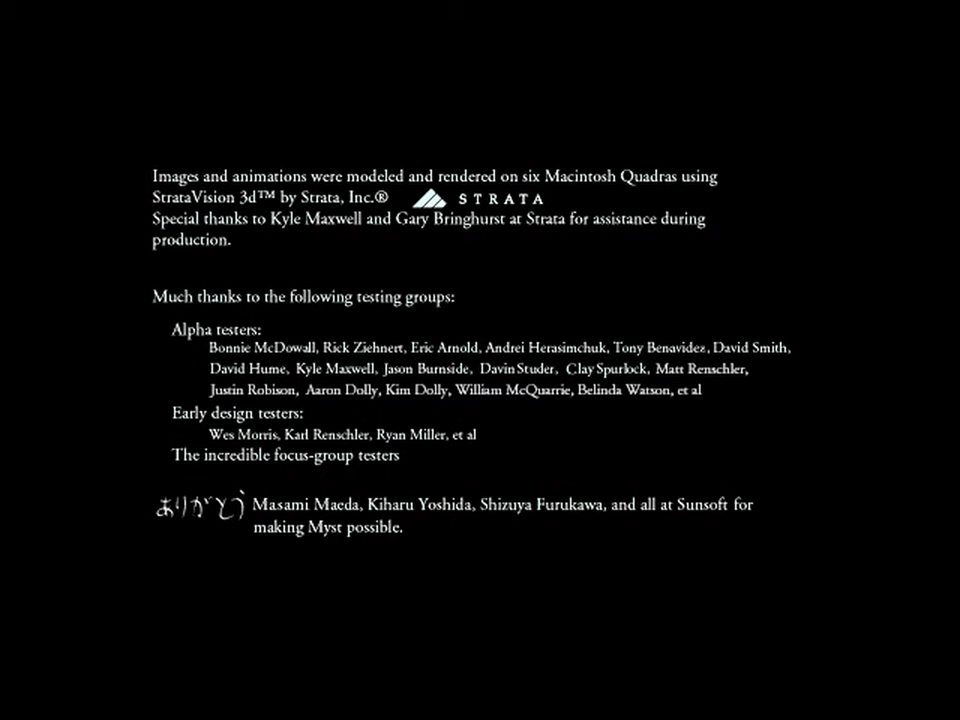 Images and animations were modeled and rendered on six Macintosh Quadras using
StrataVision 3d™ by Strata, Inc.® STRATA
Special thanks to Kyle Maxwell and Gary Bringhurst at Strata for assistance during
production.
Much thanks to the following testing groups:
Alpha testers:
Bonnie McDowall, Rick Ziehnert, Eric Arnold, Andrei Herasimchuk, Tony Benavidez, David Smith,
David Hume, Kyle Maxwell, Jason Burnside, Davin Studer, Clay Spurlock, Matt Renschler,
Justin Robison, Aaron Dolly, Kim Dolly, William McQuarrie, Belinda Watson, et al
Early design testers:
Wes Morris, Karl Renschler, Ryan Miller, et al
The incredible focus-group testers
ありがとう Masami Maeda, Kiharu Yoshida, Shizuya Furukawa, and all at Sunsoft for
making Myst possible.